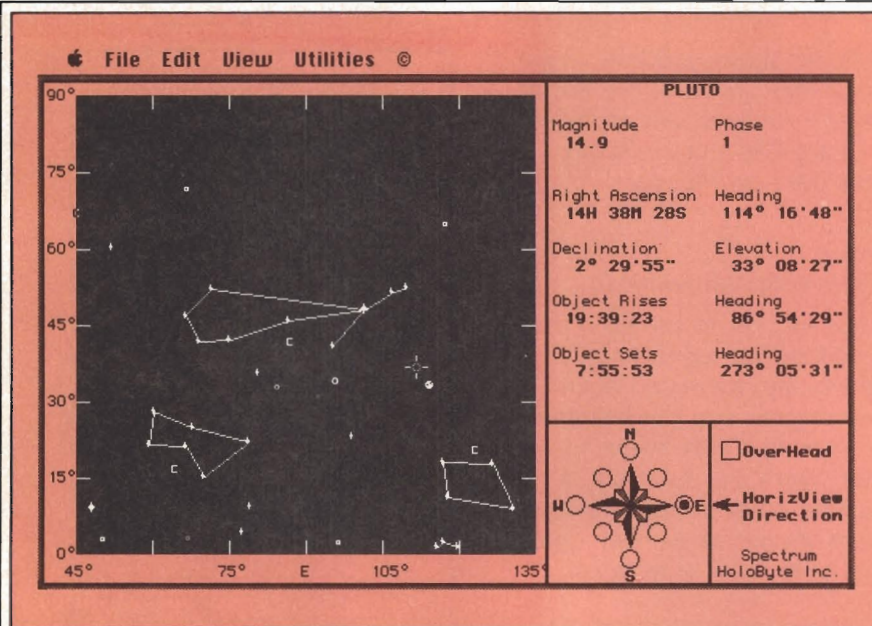 File Edit View Utilities ©
90°
75°
60°
45°
30°
15°
0°
45° 75° E 105° 135°
C
C
C
PLUTO
Magnitude Phase
14.9 1
Right Ascension Heading
14H 38M 28S 114° 16'48"
Declination Elevation
2° 29'55" 33° 08'27"
Object Rises Heading
19:39:23 86° 54'29"
Object Sets Heading
7:55:53 273° 05'31"
N
W E
S
OverHead
HorizView
Direction
Spectrum
HoloByte Inc.